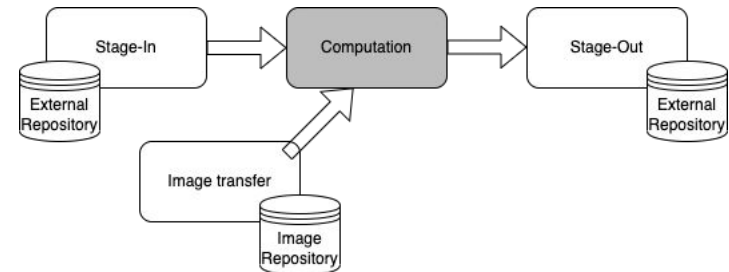 Stage-In
Computation
Stage-Out
External
Repository
External
Repository
Image transfer
Image
Repository